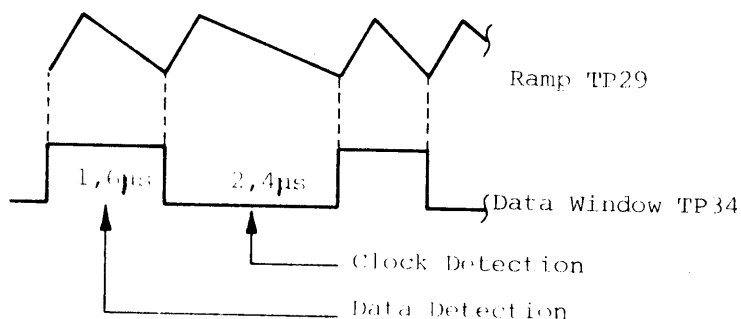 Ramp TP29
1,6µs
2,4µs
Data Window TP34
Clock Detection
Data Detection